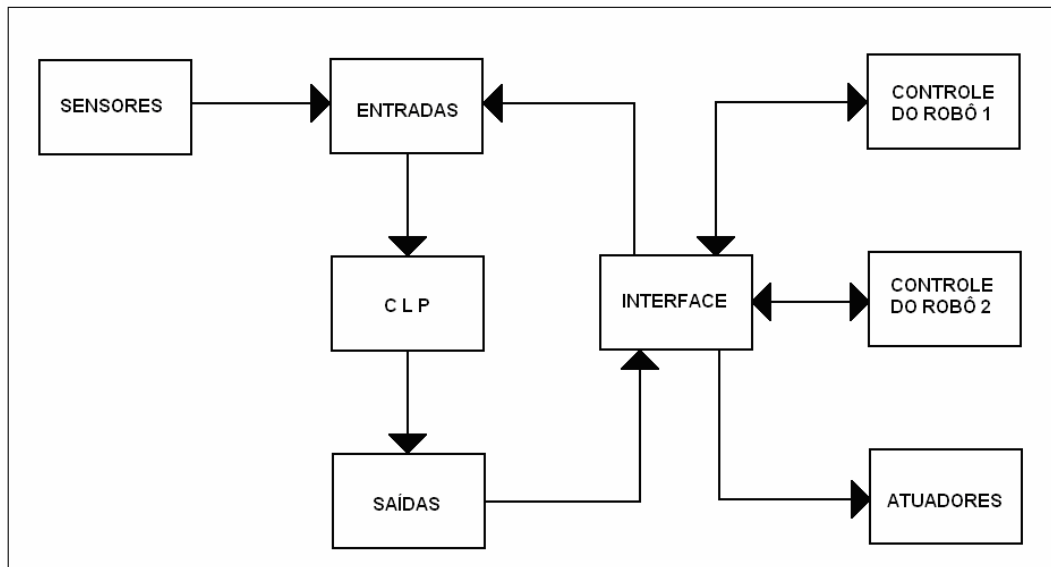 SENSORES
ENTRADAS
CONTROLE
DO ROBÔ 1
C L P
INTERFACE
CONTROLE
DO ROBÔ 2
SAÍDAS
ATUADORES